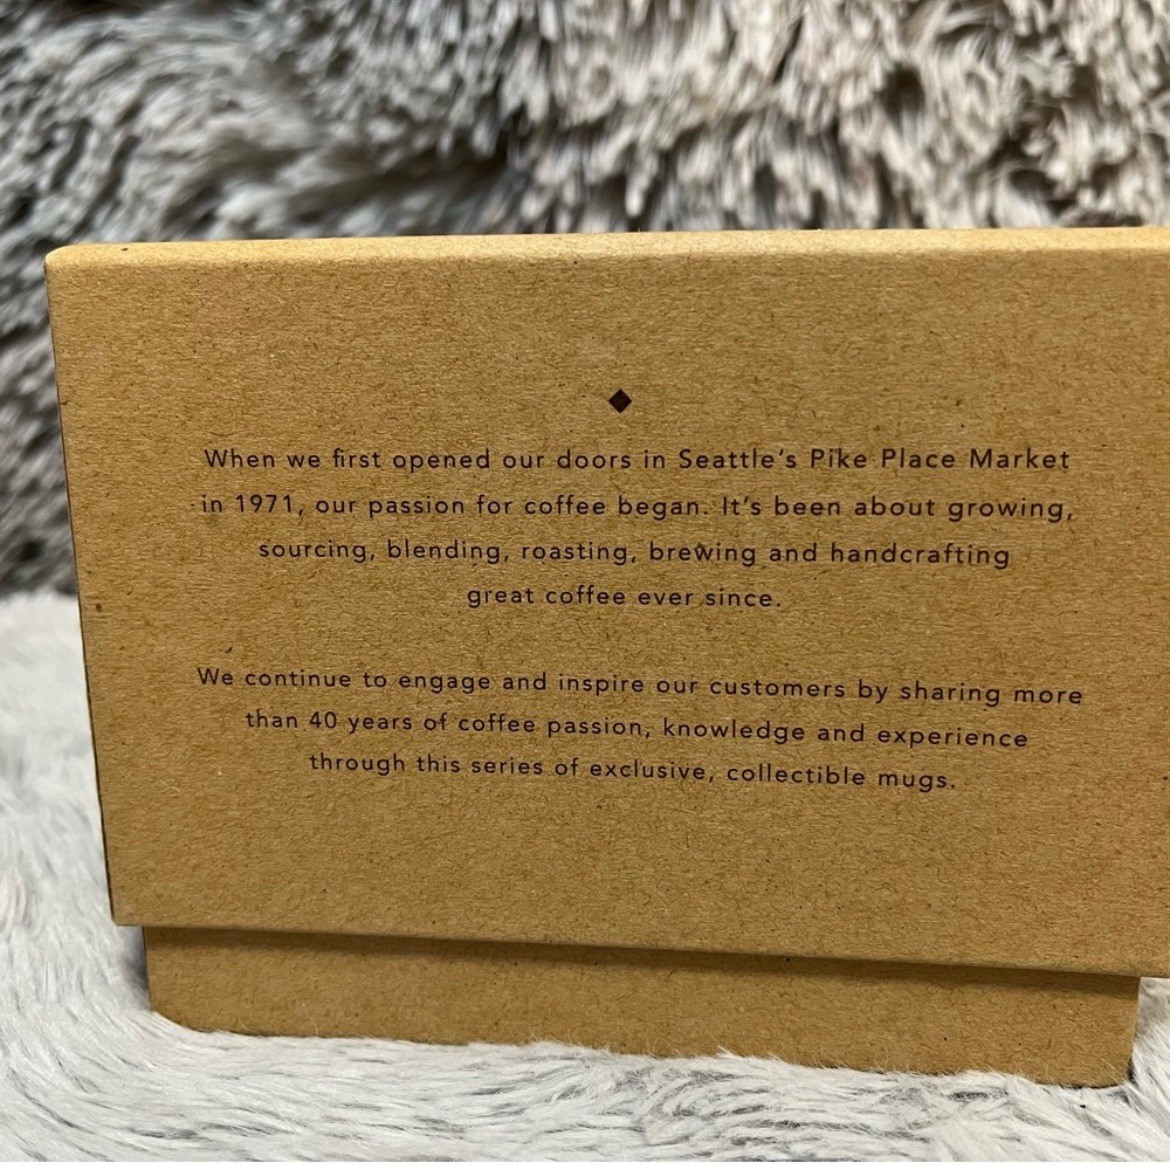 When we first opened our doors in Seattle's Pike Place Market
in 1971, our passion for coffee began. It's been about growing,
sourcing, blending, roasting, brewing and handcrafting
great coffee ever since.
We continue to engage and inspire our customers by sharing more
than 40 years of coffee passion, knowledge and experience
through this series of exclusive, collectible mugs.